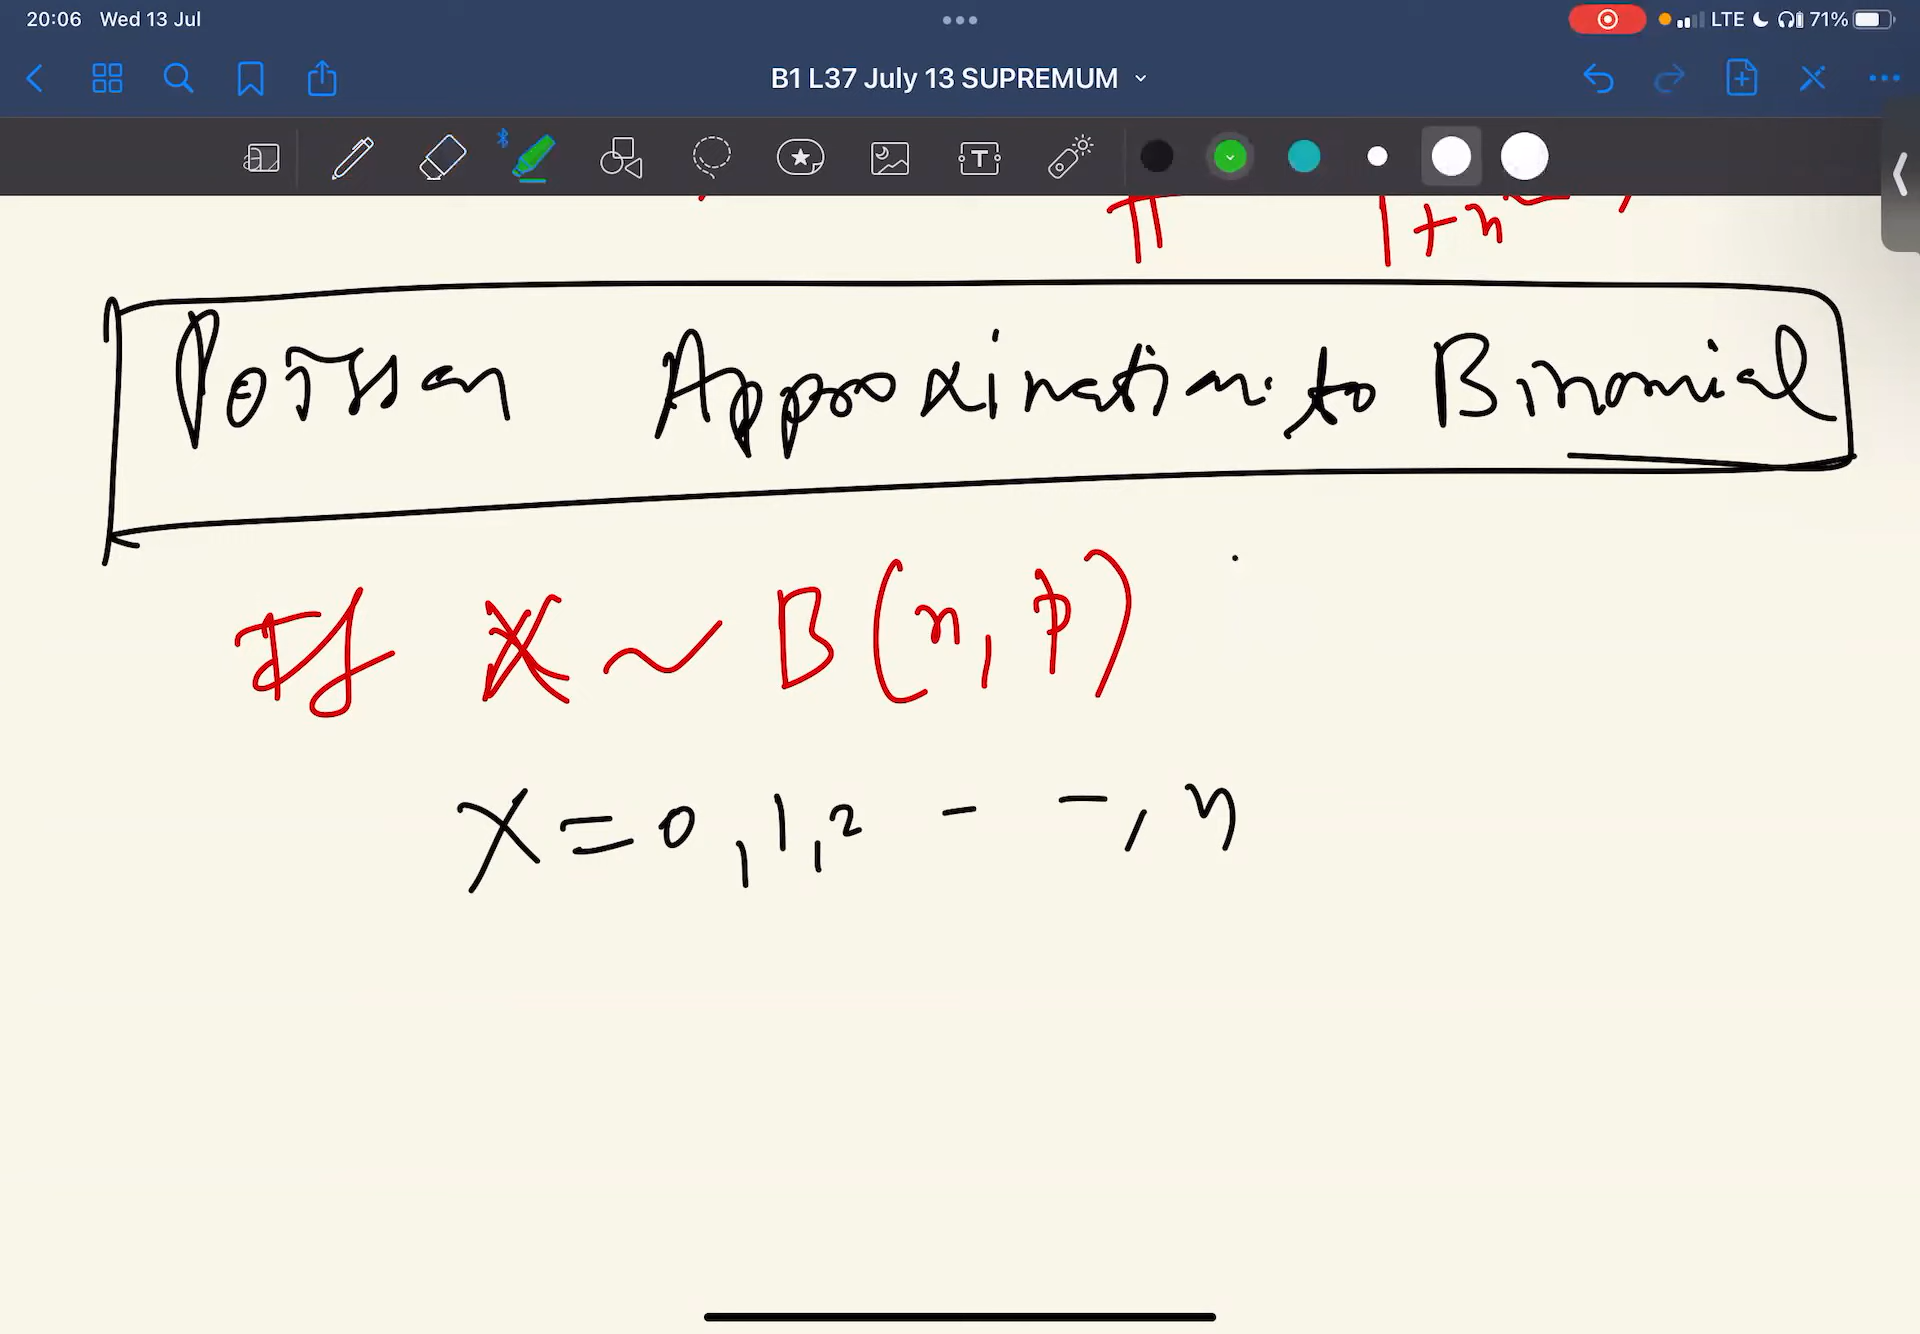 20:06 Wed 13 Jul
LTE 71%
B1 L37 July 13 SUPREMUM
T
π 1+n
Poisson Approximation to Binomial
If X ~ B(n, p)
X = 0, 1, 2 - -, n